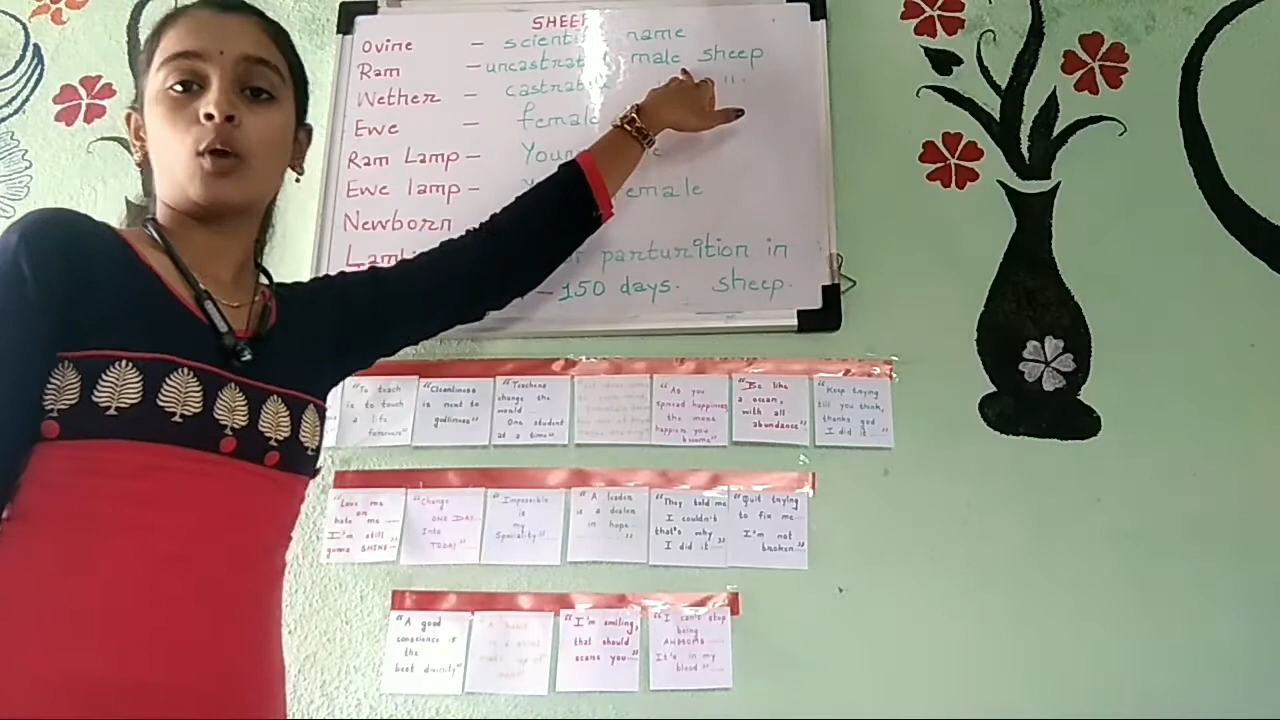 SHEEP
Ovine – scientific name
Ram – uncastrated male sheep
Wether – castrated " .
Ewe – female
Ram Lamp –
Ewe lamp –
Newborn
parturition in
– 150 days. sheep.
"To teach
is to touch
a life
forever"
"Cleanliness
is next to
godliness"
"Teachers
change the
world
One student
at a time"
"As you
spread happiness
the more
happier you
become"
"Be like
a ocean,
with all
abundance"
"Keep trying
till you think,
thanks god
I did it"
"Love me
or
hate me
I'm still
gonna SHINE"
"Change
ONE DAY
Into
TODAY"
"Impossible
is
my
Speciality"
"A leader
is a dealer
in hope
"
"They told me
I couldn't
that's why
I did it"
"Quit trying
to fix me
I'm not
broken"
"A good
conscience is
the
best divinity"
"I'm smiling,
that should
scare you"
"I can't stop
being
AWESOME
It's in my
blood"